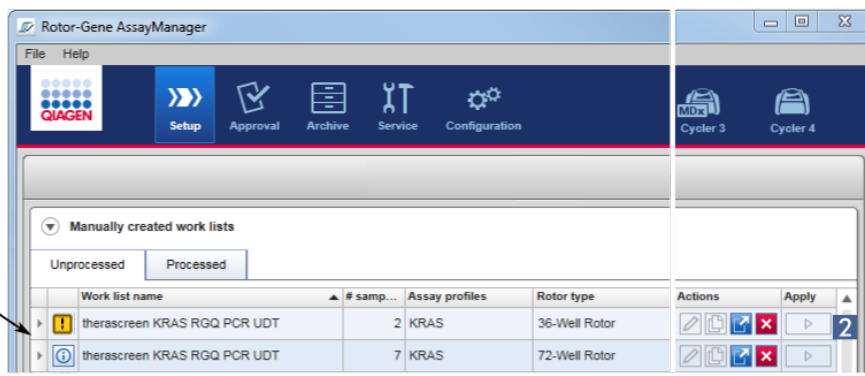 Rotor-Gene AssayManager
File Help
QIAGEN
Setup Approval Archive Service Configuration MDx Cycler 3 Cycler 4
Manually created work lists
Unprocessed Processed
Work list name # samp... Assay profiles Rotor type Actions Apply
! therascreen KRAS RGQ PCR UDT 2 KRAS 36-Well Rotor 2
i therascreen KRAS RGQ PCR UDT 7 KRAS 72-Well Rotor